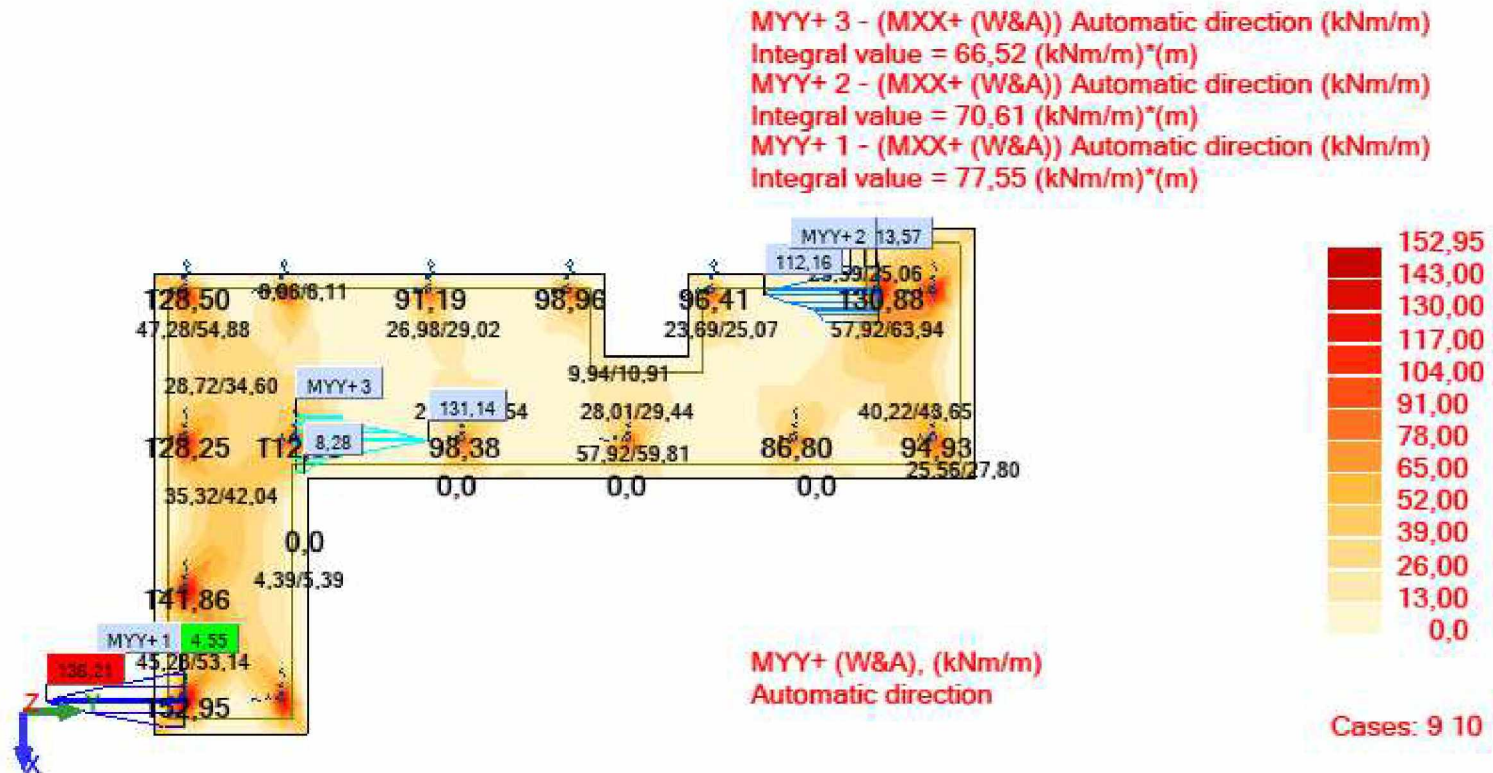 MYY+ 3 - (MXX+ (W&A)) Automatic direction (kNm/m)
Integral value = 66,52 (kNm/m)*(m)
MYY+ 2 - (MXX+ (W&A)) Automatic direction (kNm/m)
Integral value = 70,61 (kNm/m)*(m)
MYY+ 1 - (MXX+ (W&A)) Automatic direction (kNm/m)
Integral value = 77,55 (kNm/m)*(m)
MYY+ 2 13,57
112,16
128,50 91,19 98,96 96,41 130,88
47,28/54,88 26,98/29,02 23,69/25,07 57,92/63,94
9,94/10,91
28,72/34,60 MYY+ 3
131,14 28,01/29,44 40,22/48,65
128,25 8,28 98,38 57,92/59,81 86,80 94,93
25,56/27,80
35,32/42,04 0,0 0,0 0,0
0,0
4,39/5,39
141,86
MYY+ 1 4,55
136,21
152,95
Z Y
X
152,95
143,00
130,00
117,00
104,00
91,00
78,00
65,00
52,00
39,00
26,00
13,00
0,0
MYY+ (W&A), (kNm/m)
Automatic direction
Cases: 9 10